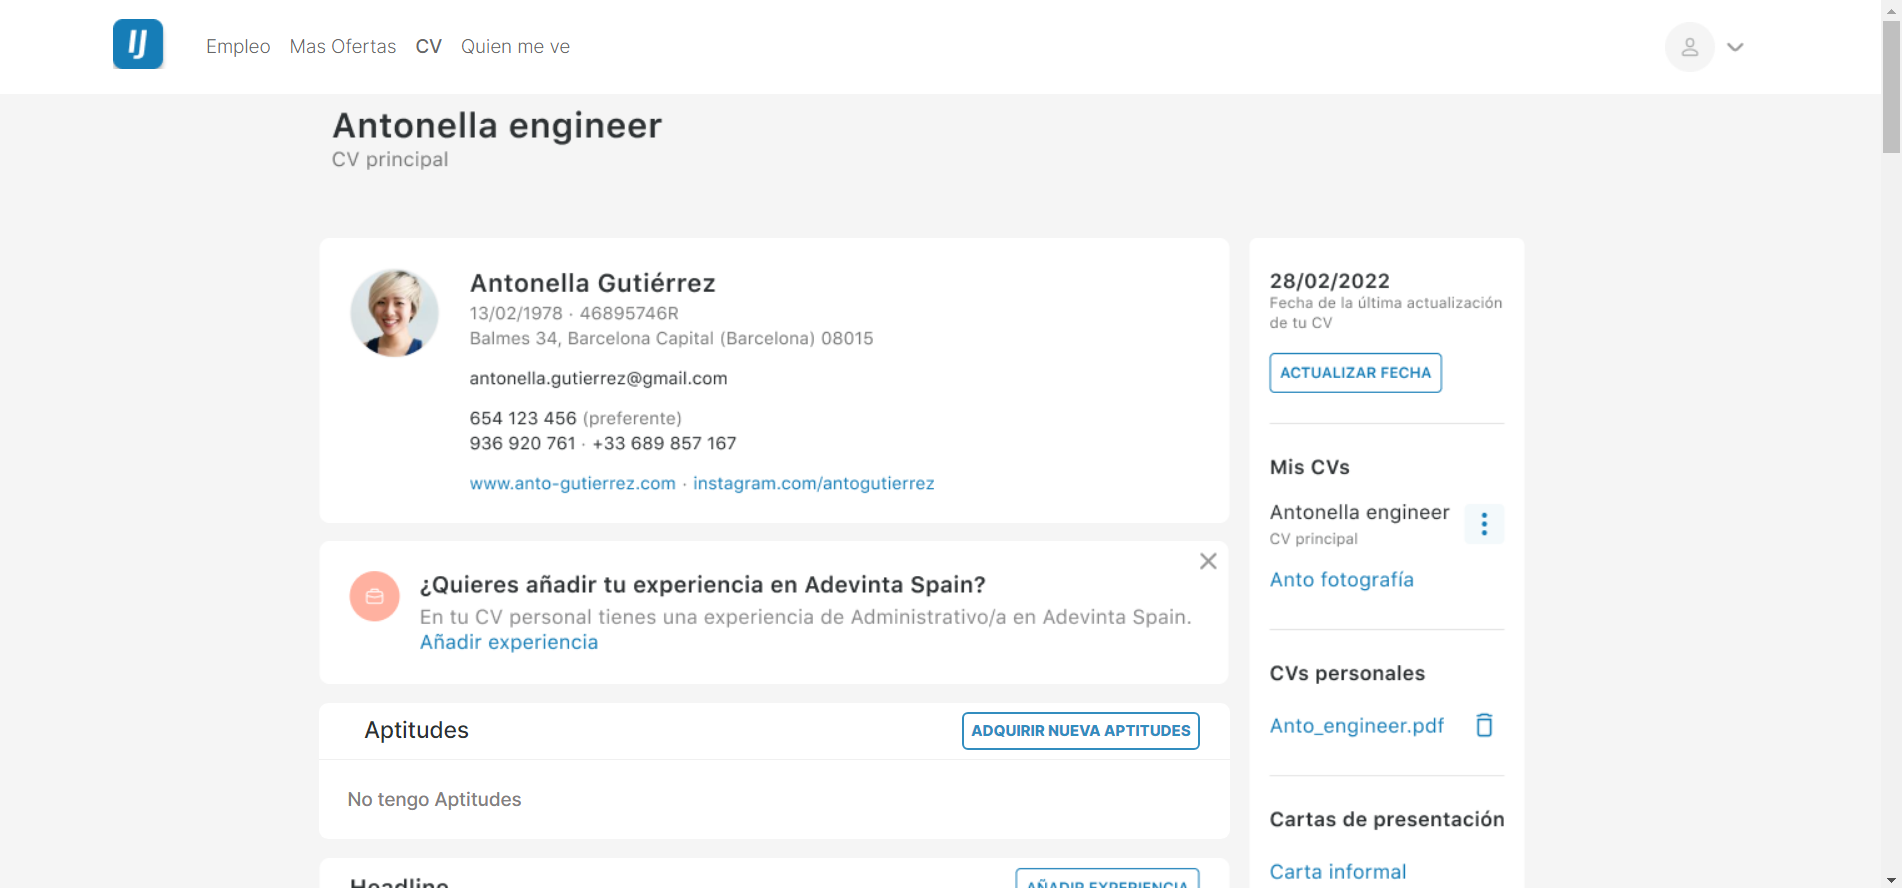 IJ
Empleo Mas Ofertas CV Quien me ve
Antonella engineer
CV principal
Antonella Gutiérrez
13/02/1978 · 46895746R
Balmes 34, Barcelona Capital (Barcelona) 08015
antonella.gutierrez@gmail.com
654 123 456 (preferente)
936 920 761 · +33 689 857 167
www.anto-gutierrez.com · instagram.com/antogutierrez
¿Quieres añadir tu experiencia en Adevinta Spain?
En tu CV personal tienes una experiencia de Administrativo/a en Adevinta Spain.
Añadir experiencia
Aptitudes
ADQUIRIR NUEVA APTITUDES
No tengo Aptitudes
Headline
AÑADIR EXPERIENCIA
28/02/2022
Fecha de la última actualización
de tu CV
ACTUALIZAR FECHA
Mis CVs
Antonella engineer
CV principal
Anto fotografía
CVs personales
Anto_engineer.pdf
Cartas de presentación
Carta informal